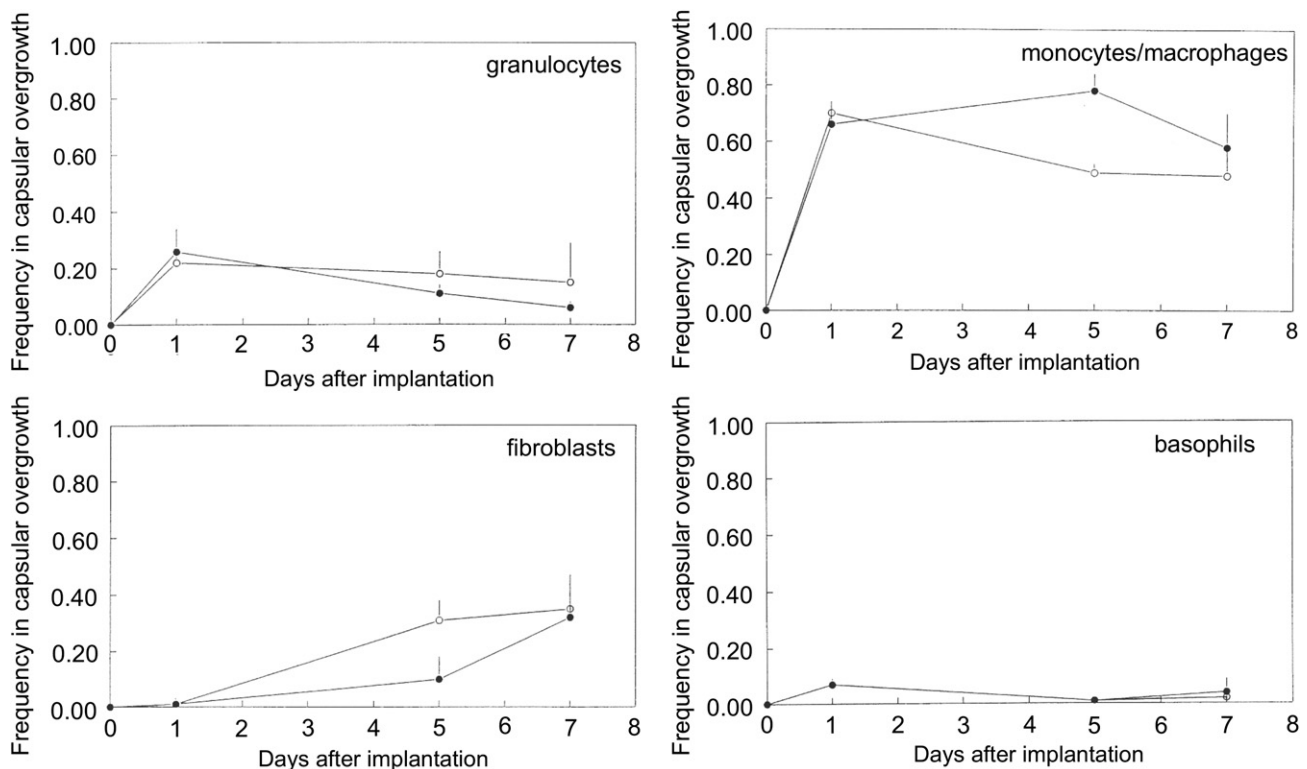 Frequency in capsular overgrowth
1.00
0.80
0.60
0.40
0.20
0.00
granulocytes
0 1 2 3 4 5 7 8
Days after implantation
Frequency in capsular overgrowth
1.00
0.80
0.60
0.40
0.20
0.00
monocytes/macrophages
0 1 2 3 4 5 7 8
Days after implantation
Frequency in capsular overgrowth
1.00
0.80
0.60
0.40
0.20
0.00
fibroblasts
0 1 2 3 4 5 7 8
Days after implantation
Frequency in capsular overgrowth
1.00
0.80
0.60
0.40
0.20
0.00
basophils
0 1 2 3 4 5 7 8
Days after implantation